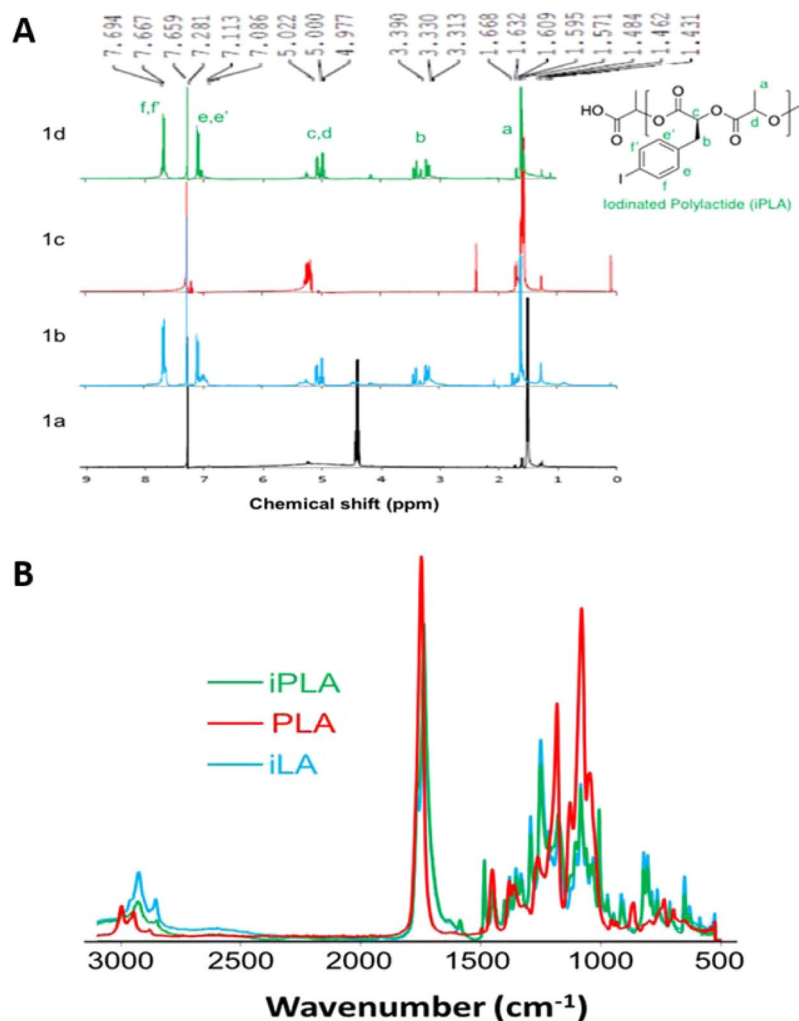 A
7.694
7.667
7.659
7.281
7.113
7.086
5.022
5.000
4.977
3.390
3.330
3.313
1.668
1.632
1.609
1.595
1.571
1.484
1.462
1.431
1d
f,f'
e,e'
c,d
b
a
HO
O
O
O
O
O
a
c
d
b
e'
f'
e
f
I
Iodinated Polylactide (iPLA)
1c
1b
1a
9 8 7 6 5 4 3 2 1 0
Chemical shift (ppm)
B
iPLA
PLA
iLA
3000 2500 2000 1500 1000 500
Wavenumber (cm-1)